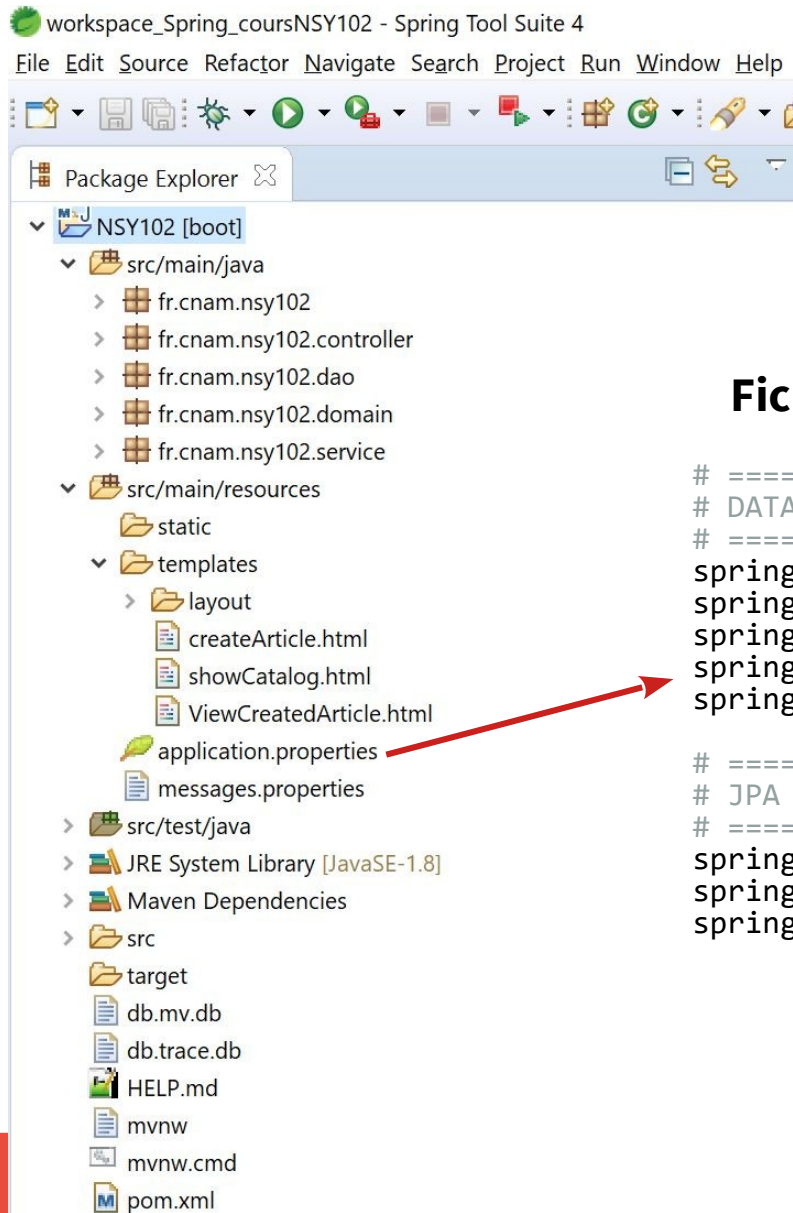 workspace_Spring_coursNSY102 - Spring Tool Suite 4
File Edit Source Refactor Navigate Search Project Run Window Help
Package Explorer
NSY102 [boot]
src/main/java
fr.cnam.nsy102
fr.cnam.nsy102.controller
fr.cnam.nsy102.dao
fr.cnam.nsy102.domain
fr.cnam.nsy102.service
src/main/resources
static
templates
layout
createArticle.html
showCatalog.html
ViewCreatedArticle.html
application.properties
messages.properties
src/test/java
JRE System Library [JavaSE-1.8]
Maven Dependencies
src
target
db.mv.db
db.trace.db
HELP.md
mvnw
mvnw.cmd
pom.xml
Fic
# ====
# DATA
# ====
spring
spring
spring
spring
spring
# ====
# JPA
# ====
spring
spring
spring